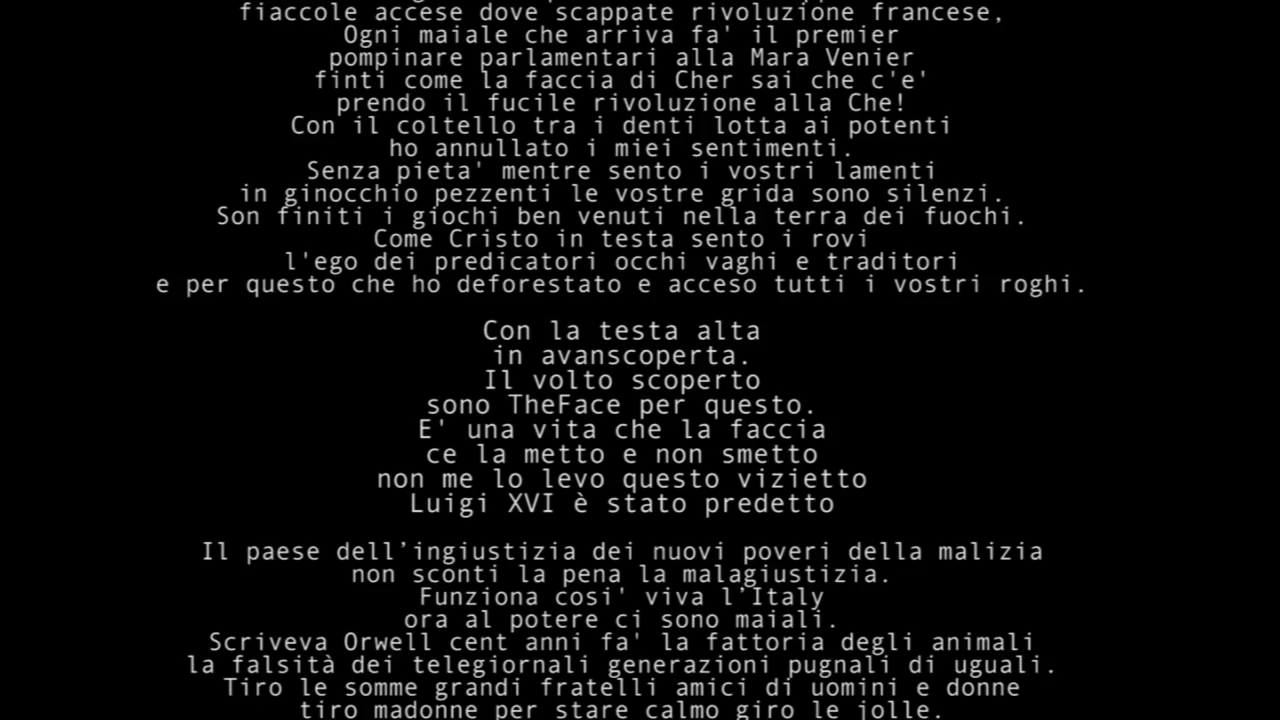 fiaccole accese dove scappate rivoluzione francese,
Ogni maiale che arriva fa' il premier
pompinare parlamentari alla Mara Venier
finti come la faccia di Cher sai che c'e'
prendo il fucile rivoluzione alla Che!
Con il coltello tra i denti lotta ai potenti
ho annullato i miei sentimenti.
Senza pieta' mentre sento i vostri lamenti
in ginocchio pezzenti le vostre grida sono silenzi.
Son finiti i giochi ben venuti nella terra dei fuochi.
Come Cristo in testa sento i rovi
l'ego dei predicatori occhi vaghi e traditori
e per questo che ho deforestato e acceso tutti i vostri roghi.
Con la testa alta
in avanscoperta.
Il volto scoperto
sono TheFace per questo.
E' una vita che la faccia
ce la metto e non smetto
non me lo levo questo vizietto
Luigi XVI è stato predetto
Il paese dell’ingiustizia dei nuovi poveri della malizia
non sconti la pena la malagiustizia.
Funziona cosi' viva l’Italy
ora al potere ci sono maiali.
Scriveva Orwell cent anni fa' la fattoria degli animali
la falsità dei telegiornali generazioni pugnali di uguali.
Tiro le somme grandi fratelli amici di uomini e donne
tiro madonne per stare calmo giro le jolle.